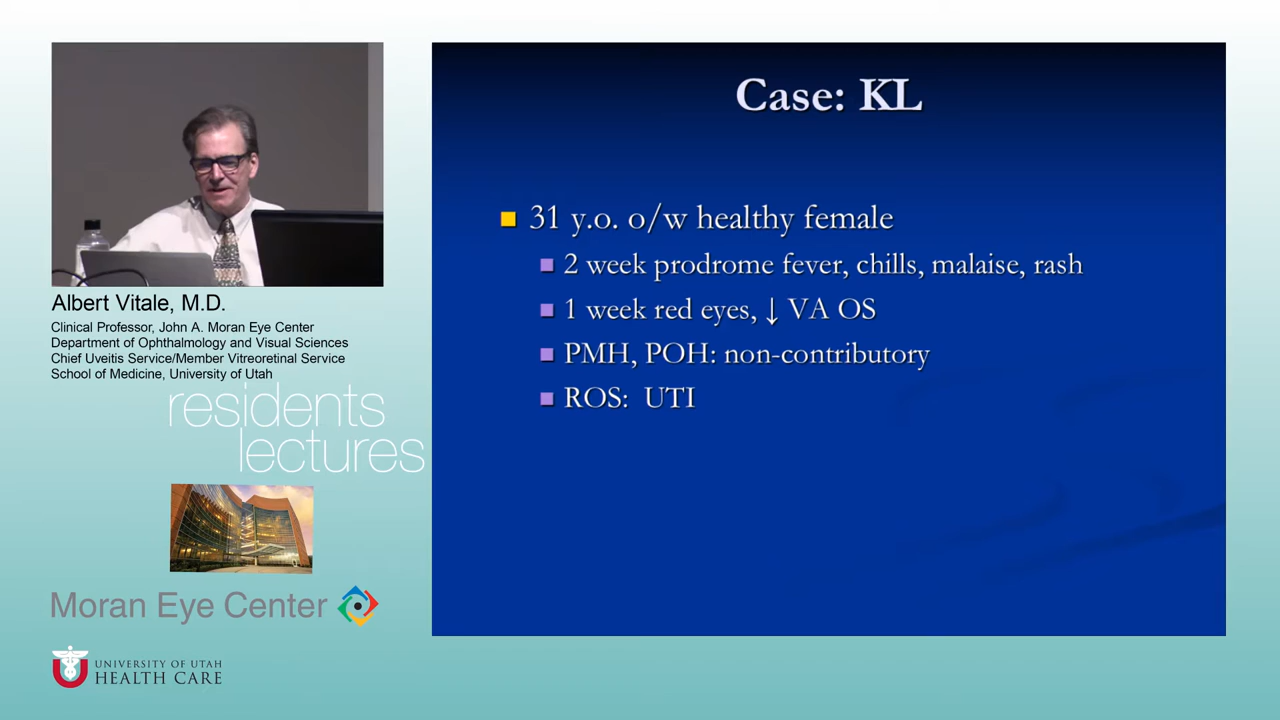 Case: KL
31 y.o. o/w healthy female
2 week prodrome fever, chills, malaise, rash
1 week red eyes, ↓ VA OS
PMH, POH: non-contributory
ROS: UTI
Albert Vitale, M.D.
Clinical Professor, John A. Moran Eye Center
Department of Ophthalmology and Visual Sciences
Chief Uveitis Service/Member Vitreoretinal Service
School of Medicine, University of Utah
residents
lectures
Moran Eye Center
UNIVERSITY OF UTAH
HEALTH CARE